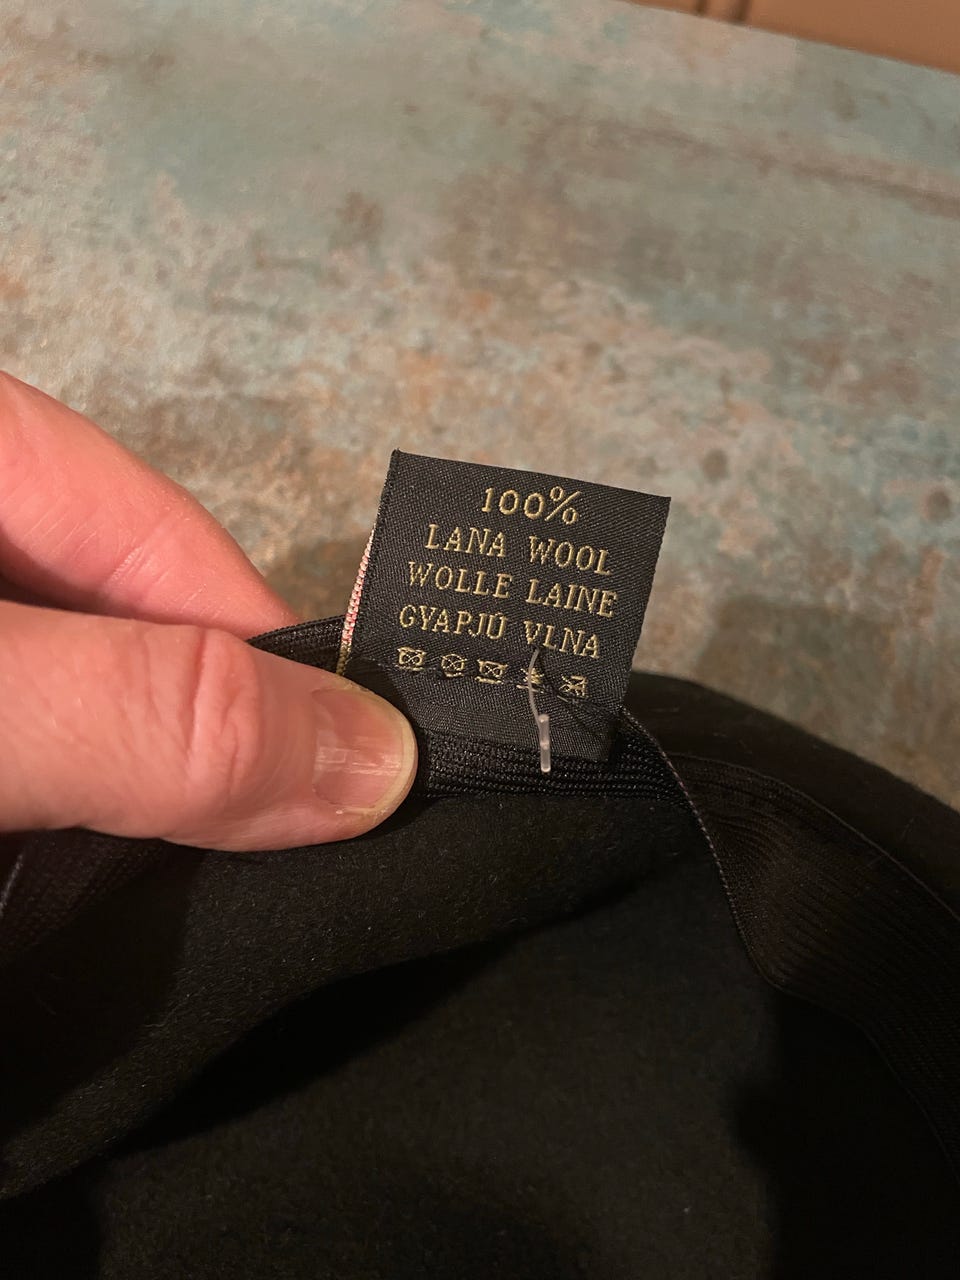 100%
LANA WOOL
WOLLE LAINE
GYAPJÚ VLNA